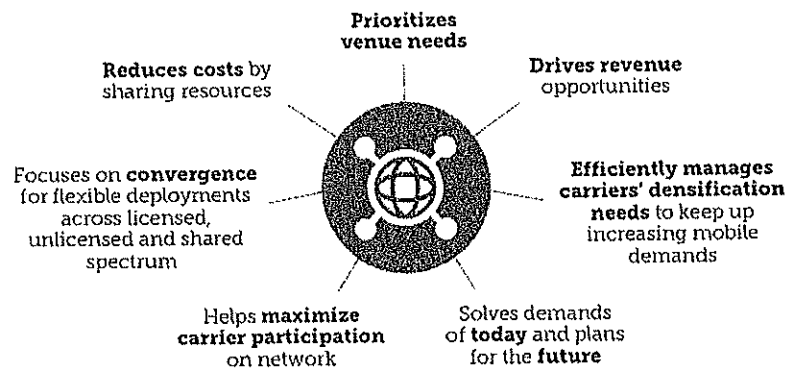 Prioritizes
venue needs
Drives revenue
opportunities
Efficiently manages
carriers' densification
needs to keep up
increasing mobile
demands
Solves demands
of today and plans
for the future
Helps maximize
carrier participation
on network
Focuses on convergence
for flexible deployments
across licensed,
unlicensed and shared
spectrum
Reduces costs by
sharing resources